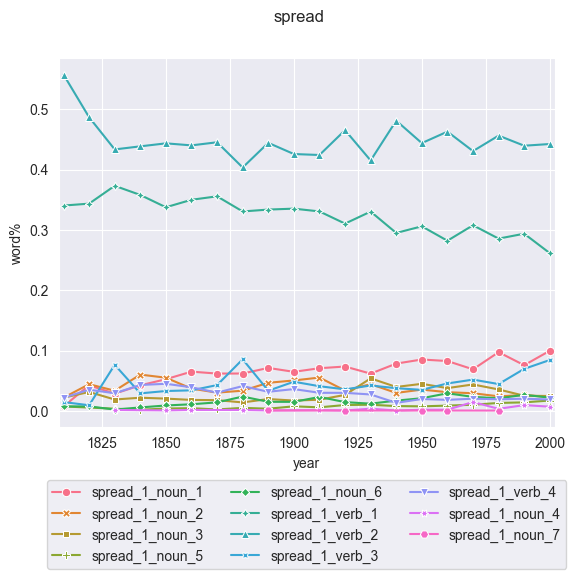 spread
0.5
0.4
0.3
0.2
0.1
0.0
word%
1825 1850 1875 1900 1925 1950 1975 2000
year
spread_1_noun_1 spread_1_noun_6 spread_1_verb_4
spread_1_noun_2 spread_1_verb_1 spread_1_noun_4
spread_1_noun_3 spread_1_verb_2 spread_1_noun_7
spread_1_noun_5 spread_1_verb_3